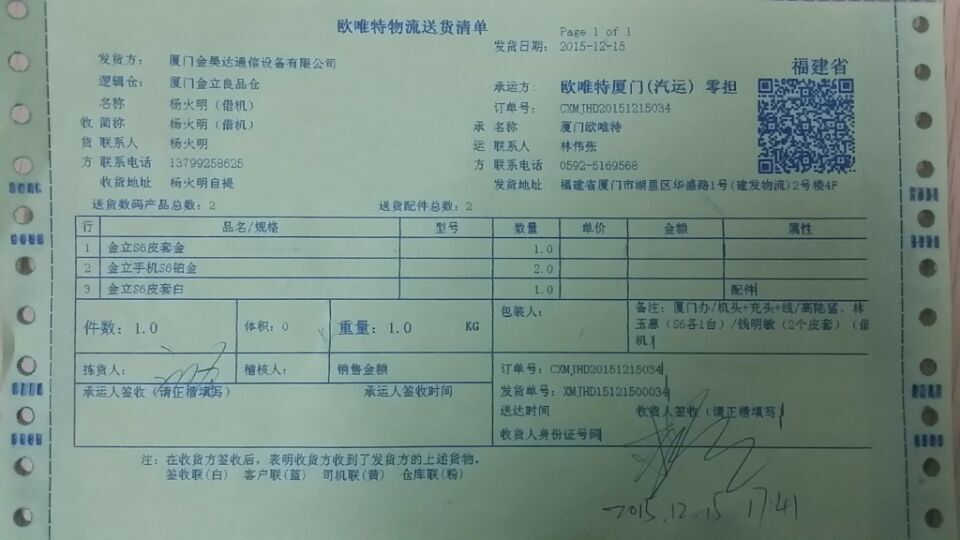 欧唯特物流送货清单
Page 1 of 1
发货日期: 2015-12-15
发货方: 厦门金昊达通信设备有限公司
逻辑仓: 厦门金立良品仓
名称 杨火明(借机)
收 简称 杨火明(借机)
货 联系人 杨火明
方 联系电话 13799258625
收货地址 杨火明自提
承运方: 欧唯特厦门(汽运) 零担
订单号: CXMJHD20151215034
承 名称 厦门欧唯特
运 联系人 林伟张
方 联系电话 0592-5169568
发货地址 福建省厦门市湖里区华盛路1号(建发物流)2号楼4F
福建省
送货数码产品总数: 2 送货配件总数: 2
行 品名/规格 型号 数量 单价 金额 属性
1 金立S6皮套金 1.0
2 金立手机S6铂金 2.0
3 金立S6皮套白 1.0 配件
件数: 1.0 体积: 0 重量: 1.0 KG 包装人:
备注: 厦门办/机头+充头+线/高陆猛、林
玉惠(S6各1台)/钱明敏(2个皮套)(借
机)
拣货人: 稽核人: 销售金额
承运人签收(请正楷填写) 承运人签收时间
订单号: CXMJHD20151215034
发货单号: XMJHD15121500034
送达时间 收货人签收(请正楷填写)
收货人身份证号码
注: 在收货方签收后, 表明收货方收到了发货方的上述货物。
签收联(白) 客户联(蓝) 司机联(黄) 仓库联(粉)
2015.12.15 17:41